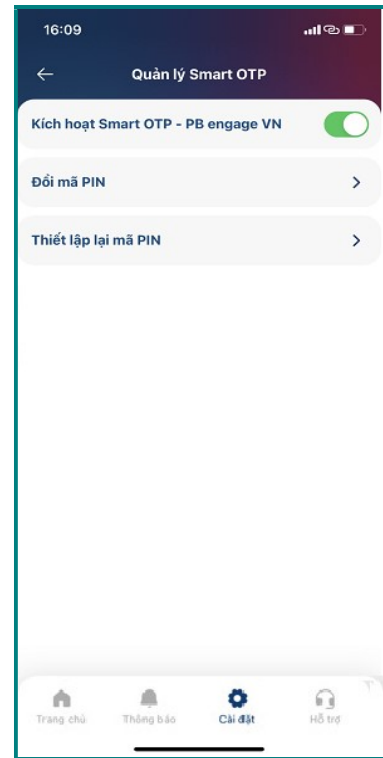 16:09
Quản lý Smart OTP
Kích hoạt Smart OTP - PB engage VN
Đổi mã PIN
Thiết lập lại mã PIN
Trang chủ
Thông báo
Cài đặt
Hỗ trợ